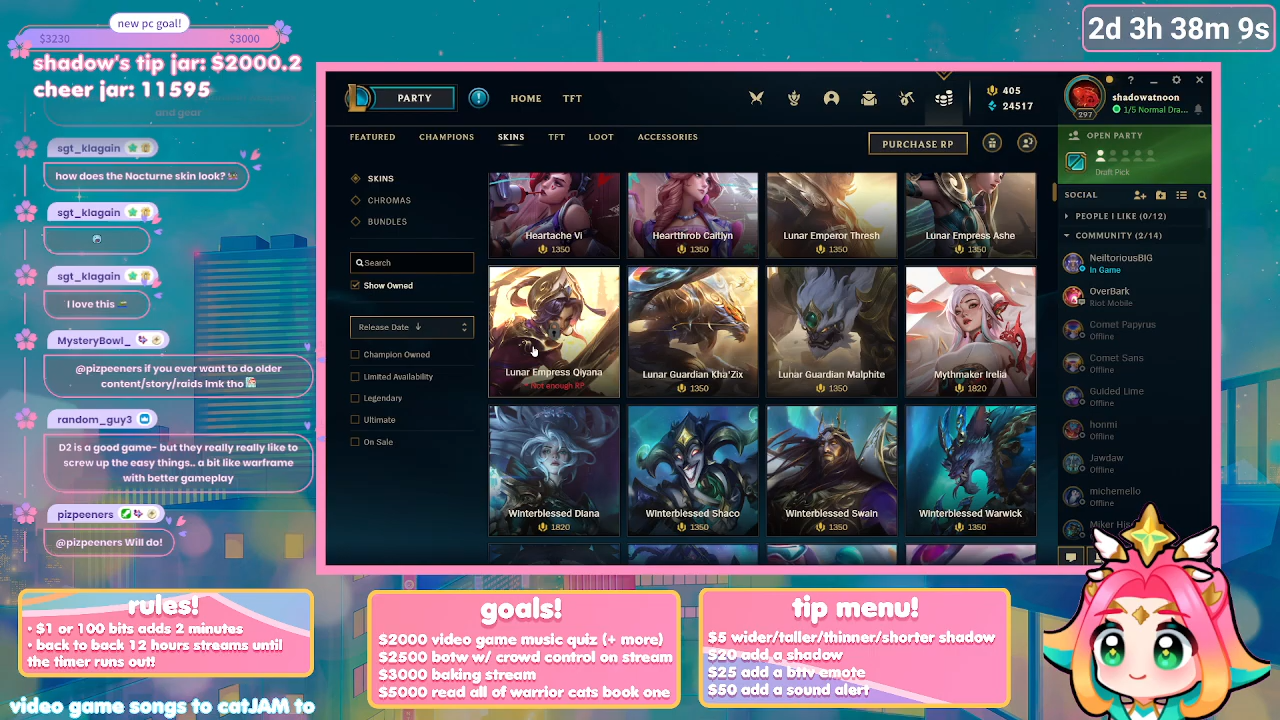 new pc goal!
$3230
$3000
shadow's tip jar: $2000.2
cheer jar: 11595
and gear
sgt_klagain
how does the Nocturne skin look?
sgt_klagain
sgt_klagain
I love this
MysteryBowl_
@pizpeeners if you ever want to do older
content/story/raids lmk tho
random_guy3
D2 is a good game- but they really really like to
screw up the easy things.. a bit like warframe
with better gameplay
pizpeeners
@pizpeeners Will do!
2d 3h 38m 9s
PARTY
HOME
TFT
405
24517
297
shadowatnoon
1/5 Normal Dra...
FEATURED
CHAMPIONS
SKINS
TFT
LOOT
ACCESSORIES
PURCHASE RP
OPEN PARTY
Draft Pick
SKINS
CHROMAS
BUNDLES
Search
Show Owned
Release Date
Champion Owned
Limited Availability
Legendary
Ultimate
On Sale
Heartache Vi
1350
Heartthrob Caitlyn
1350
Lunar Emperor Thresh
1350
Lunar Empress Ashe
1350
Lunar Empress Qiyana
Not enough RP
Lunar Guardian Kha'Zix
1350
Lunar Guardian Malphite
1350
Mythmaker Irelia
1820
Winterblessed Diana
1820
Winterblessed Shaco
1350
Winterblessed Swain
1350
Winterblessed Warwick
1350
SOCIAL
PEOPLE I LIKE (0/12)
COMMUNITY (2/14)
NeiltoriousBIG
In Game
OverBark
Riot Mobile
Comet Papyrus
Offline
Comet Sans
Offline
Guided Lime
Offline
honmi
Offline
Jawdaw
Offline
michemello
Offline
Miker
rules!
• $1 or 100 bits adds 2 minutes
• back to back 12 hours streams until
the timer runs out!
goals!
$2000 video game music quiz (+ more)
$2500 botw w/ crowd control on stream
$3000 baking stream
$5000 read all of warrior cats book one
tip menu!
$5 wider/taller/thinner/shorter shadow
$20 add a shadow
$25 add a bttv emote
$50 add a sound alert
video game songs to catJAM to